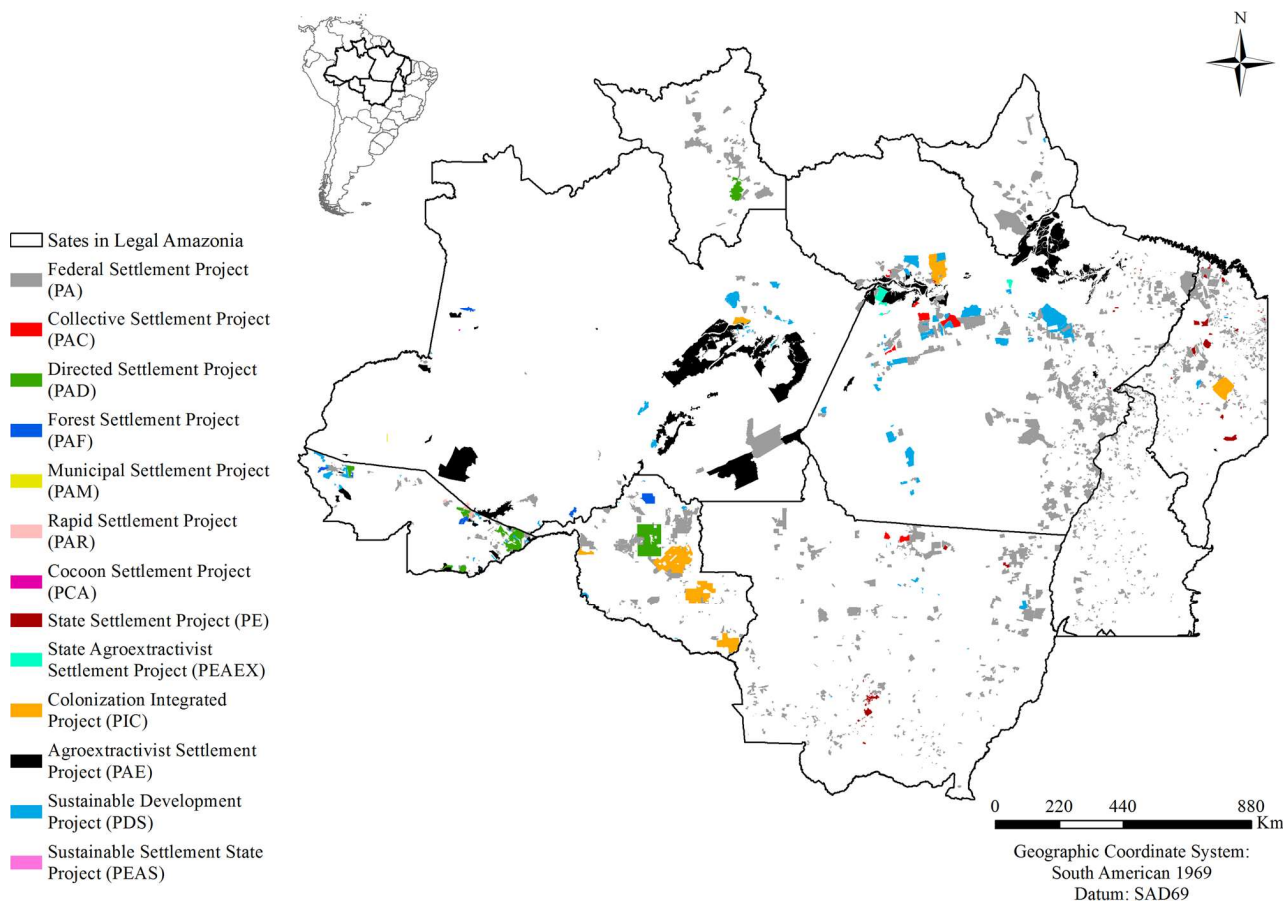 N
Sates in Legal Amazonia
Federal Settlement Project
(PA)
Collective Settlement Project
(PAC)
Directed Settlement Project
(PAD)
Forest Settlement Project
(PAF)
Municipal Settlement Project
(PAM)
Rapid Settlement Project
(PAR)
Cocoon Settlement Project
(PCA)
State Settlement Project (PE)
State Agroextractivist
Settlement Project (PEAEX)
Colonization Integrated
Project (PIC)
Agroextractivist Settlement
Project (PAE)
Sustainable Development
Project (PDS)
Sustainable Settlement State
Project (PEAS)
0 220 440 880
Km
Geographic Coordinate System:
South American 1969
Datum: SAD69